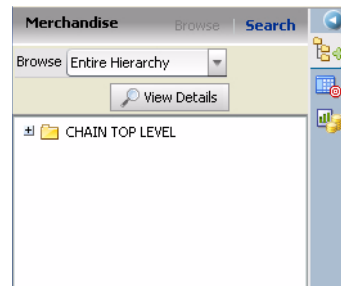 Merchandise Browse Search
Browse Entire Hierarchy
View Details
CHAIN TOP LEVEL